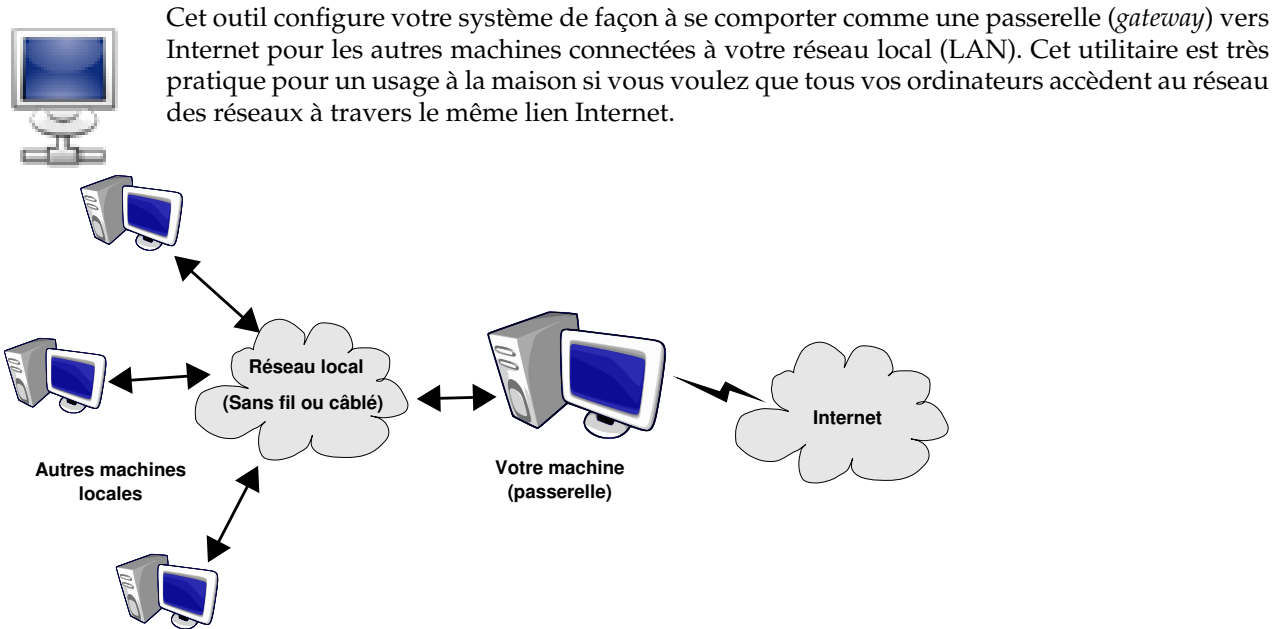 Cet outil configure votre système de façon à se comporter comme une passerelle (gateway) vers
Internet pour les autres machines connectées à votre réseau local (LAN). Cet utilitaire est très
pratique pour un usage à la maison si vous voulez que tous vos ordinateurs accèdent au réseau
des réseaux à travers le même lien Internet.
Réseau local
(Sans fil ou câblé)
Internet
Autres machines
locales
Votre machine
(passerelle)